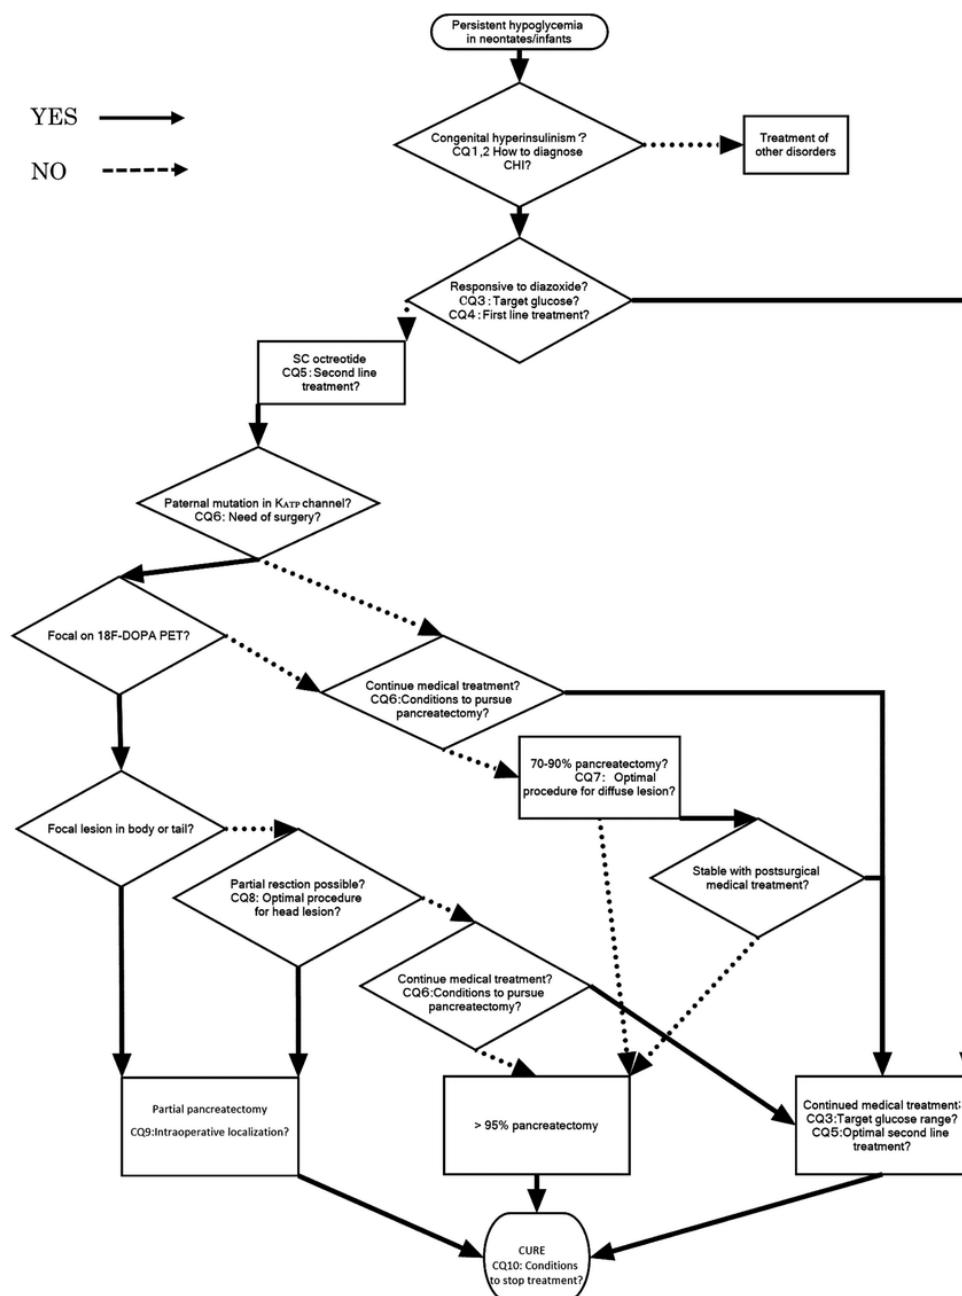 Persistent hypoglycemia
in neontates/infants
YES
NO
Congenital hyperinsulinism?
CQ1,2 How to diagnose
CHI?
Treatment of
other disorders
Responsive to diazoxide?
CQ3:Target glucose?
CQ4:First line treatment?
SC octreotide
CQ5:Second line
treatment?
Paternal mutation in KATP channel?
CQ6: Need of surgery?
Focal on 18F-DOPA PET?
Continue medical treatment?
CQ6:Conditions to pursue
pancreatectomy?
70-90% pancreatectomy?
CQ7: Optimal
procedure for diffuse lesion?
Focal lesion in body or tail?
Partial resction possible?
CQ8: Optimal procedure
for head lesion?
Stable with postsurgical
medical treatment?
Continue medical treatment?
CQ6:Conditions to pursue
pancreatectomy?
Partial pancreatectomy
CQ9:Intraoperative localization?
> 95% pancreatectomy
Continued medical treatment:
CQ3:Target glucose range?
CQ5:Optimal second line
treatment?
CURE
CQ10: Conditions
to stop treatment?